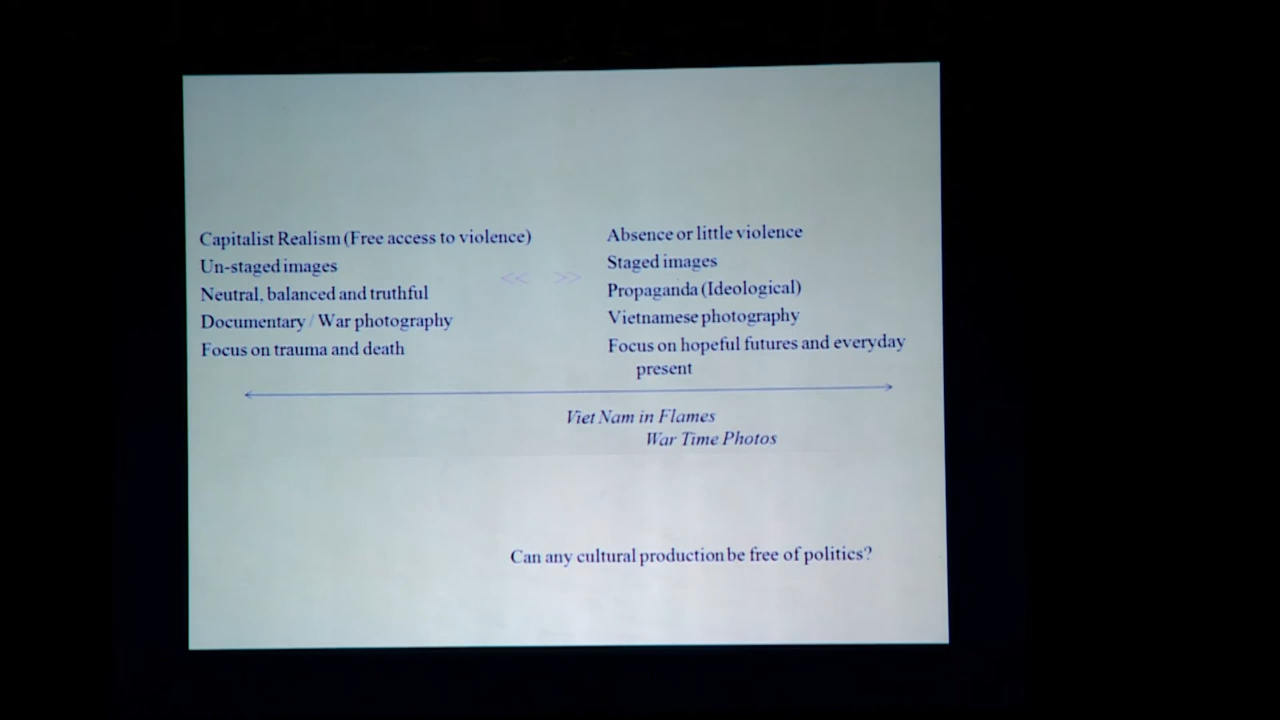 Capitalist Realism (Free access to violence)
Un-staged images
Neutral, balanced and truthful
Documentary / War photography
Focus on trauma and death
<< >>
Absence or little violence
Staged images
Propaganda (Ideological)
Vietnamese photography
Focus on hopeful futures and everyday
present
Viet Nam in Flames
War Time Photos
Can any cultural production be free of politics?